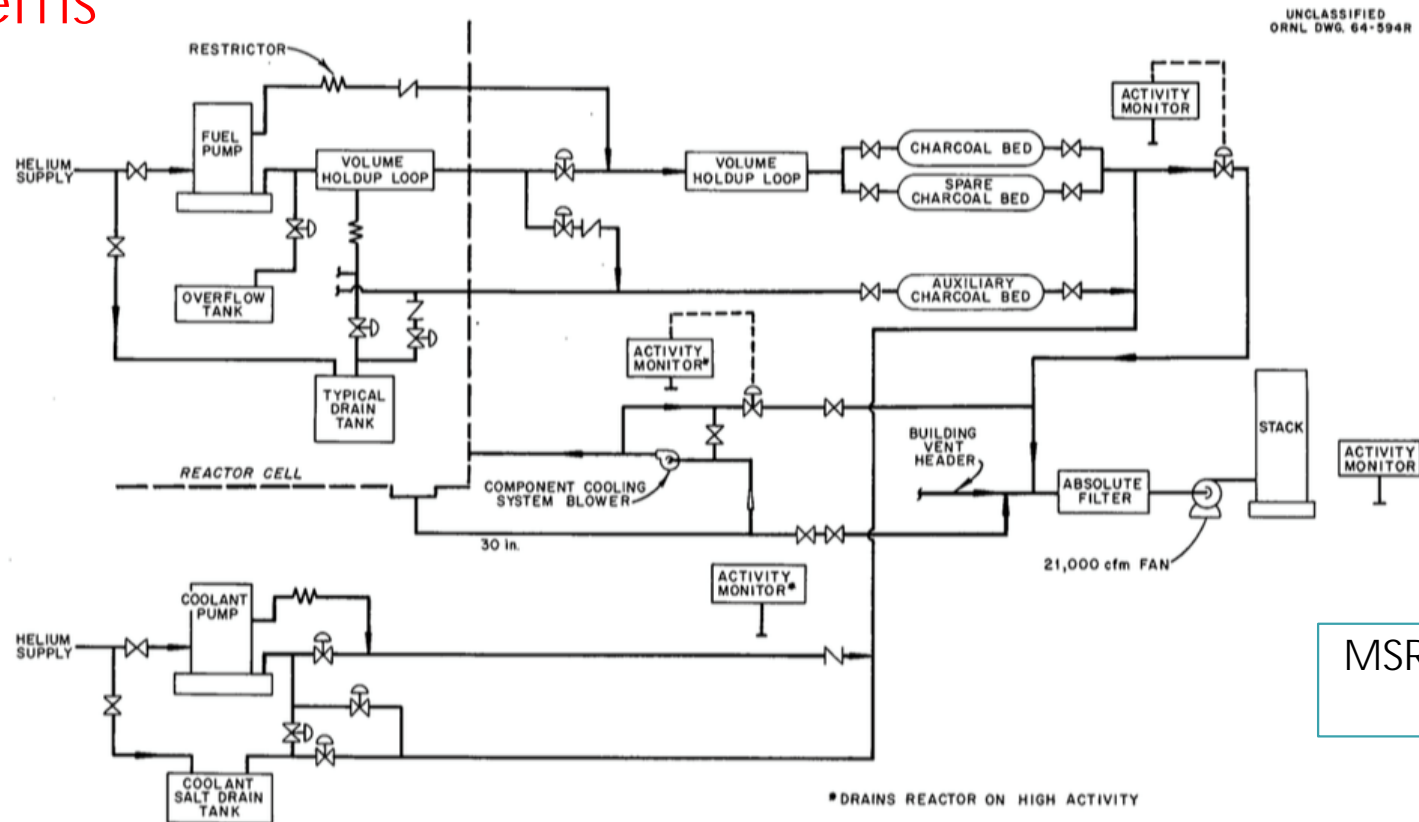 UNCLASSIFIED
ORNL DWG. 64-594R
RESTRICTOR
ACTIVITY
MONITOR
FUEL
PUMP
HELIUM
SUPPLY
VOLUME
HOLDUP LOOP
VOLUME
HOLDUP LOOP
CHARCOAL BED
SPARE
CHARCOAL BED
OVERFLOW
TANK
AUXILIARY
CHARCOAL BED
ACTIVITY
MONITOR*
TYPICAL
DRAIN
TANK
STACK
BUILDING
VENT
HEADER
ACTIVITY
MONITOR
REACTOR CELL
COMPONENT COOLING
SYSTEM BLOWER
ABSOLUTE
FILTER
30 in.
21,000 cfm FAN
ACTIVITY
MONITOR*
COOLANT
PUMP
HELIUM
SUPPLY
MSR
COOLANT
SALT DRAIN
TANK
*DRAINS REACTOR ON HIGH ACTIVITY